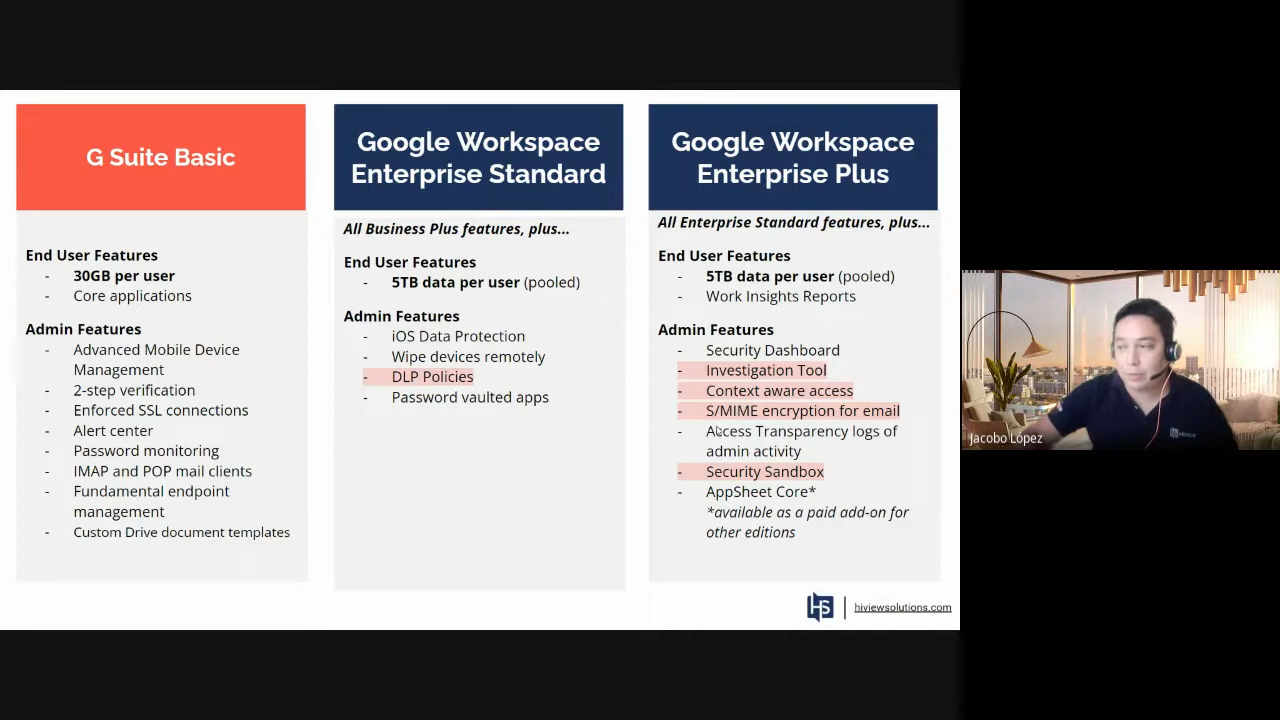 G Suite Basic
End User Features
- 30GB per user
- Core applications
Admin Features
- Advanced Mobile Device
Management
- 2-step verification
- Enforced SSL connections
- Alert center
- Password monitoring
- IMAP and POP mail clients
- Fundamental endpoint
management
- Custom Drive document templates
Google Workspace
Enterprise Standard
All Business Plus features, plus...
End User Features
- 5TB data per user (pooled)
Admin Features
- iOS Data Protection
- Wipe devices remotely
- DLP Policies
- Password vaulted apps
Google Workspace
Enterprise Plus
All Enterprise Standard features, plus...
End User Features
- 5TB data per user (pooled)
- Work Insights Reports
Admin Features
- Security Dashboard
- Investigation Tool
- Context aware access
- S/MIME encryption for email
- Access Transparency logs of
admin activity
- Security Sandbox
- AppSheet Core*
*available as a paid add-on for
other editions
HS
hiviewsolutions.com
Jacobo Lopez
HIVIEW